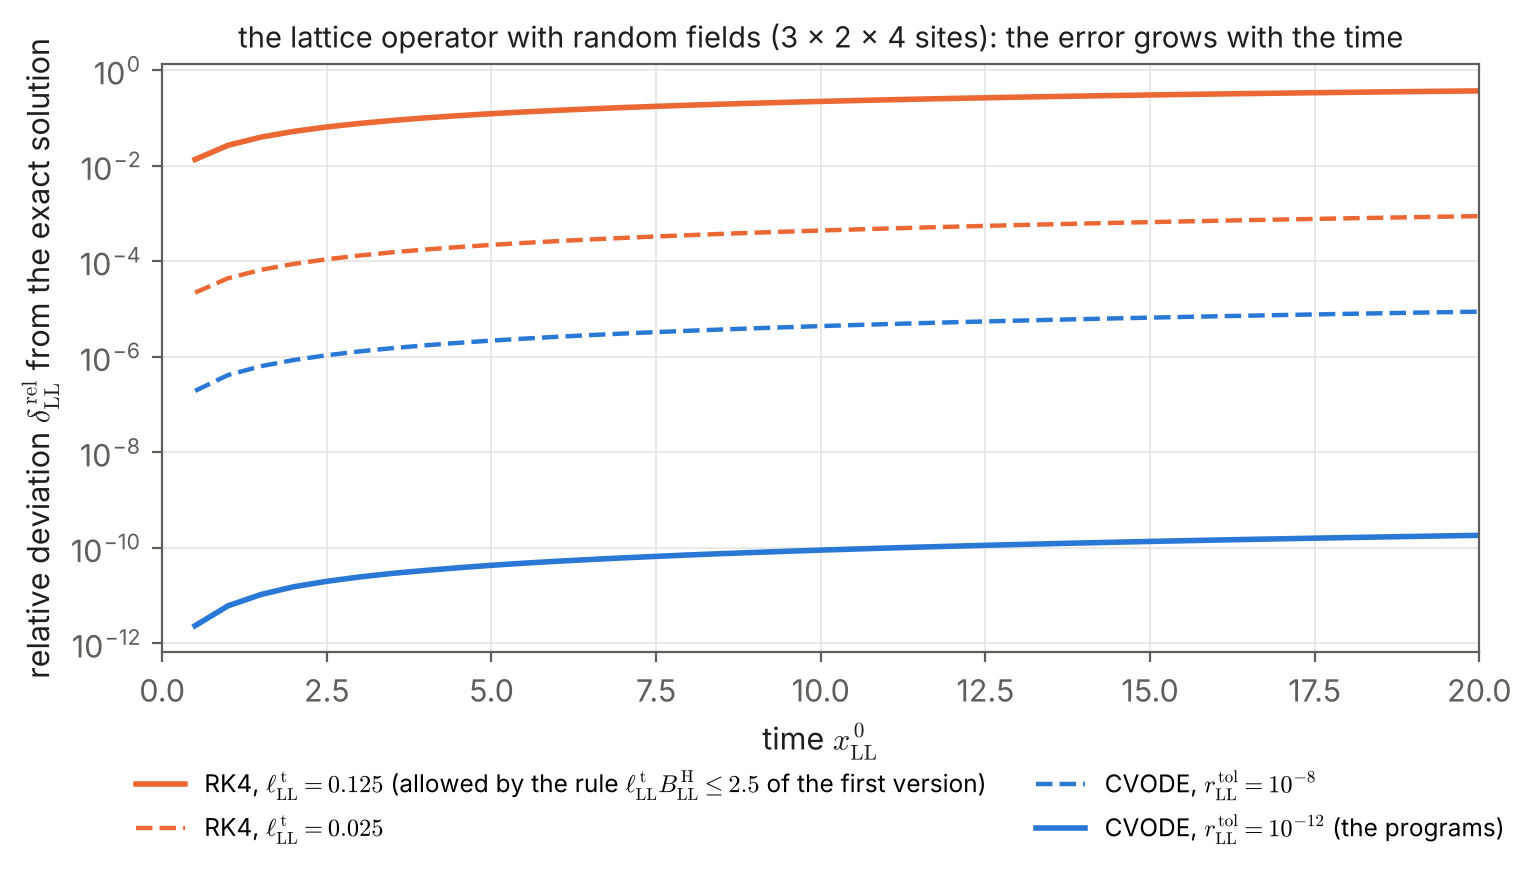 the lattice operator with random fields (3 × 2 × 4 sites): the error grows with the time
relative deviation δ_LL^rel from the exact solution
10^0
10^−2
10^−4
10^−6
10^−8
10^−10
10^−12
0.0 2.5 5.0 7.5 10.0 12.5 15.0 17.5 20.0
time x_LL^0
RK4, ℓ_LL^t = 0.125 (allowed by the rule ℓ_LL^t B_LL^H ≤ 2.5 of the first version)
RK4, ℓ_LL^t = 0.025
CVODE, r_LL^tol = 10^−8
CVODE, r_LL^tol = 10^−12 (the programs)